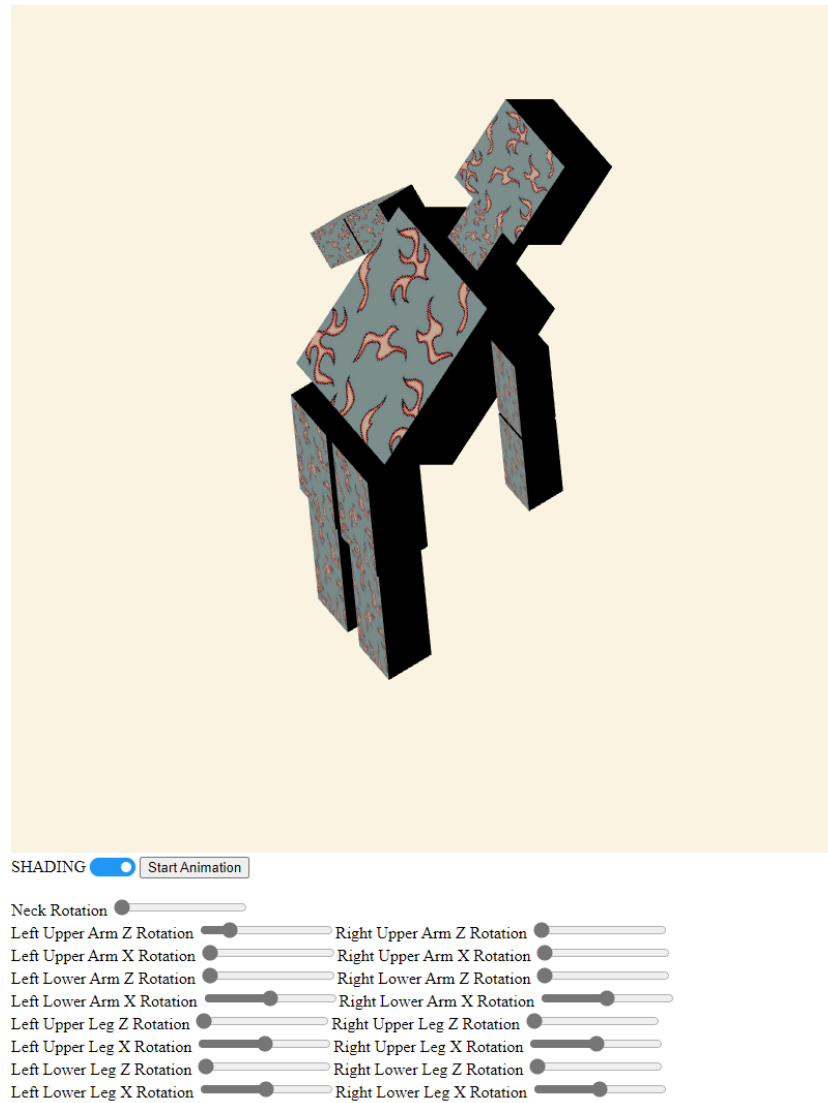 SHADING Start Animation
Neck Rotation
Left Upper Arm Z Rotation Right Upper Arm Z Rotation
Left Upper Arm X Rotation Right Upper Arm X Rotation
Left Lower Arm Z Rotation Right Lower Arm Z Rotation
Left Lower Arm X Rotation Right Lower Arm X Rotation
Left Upper Leg Z Rotation Right Upper Leg Z Rotation
Left Upper Leg X Rotation Right Upper Leg X Rotation
Left Lower Leg Z Rotation Right Lower Leg Z Rotation
Left Lower Leg X Rotation Right Lower Leg X Rotation